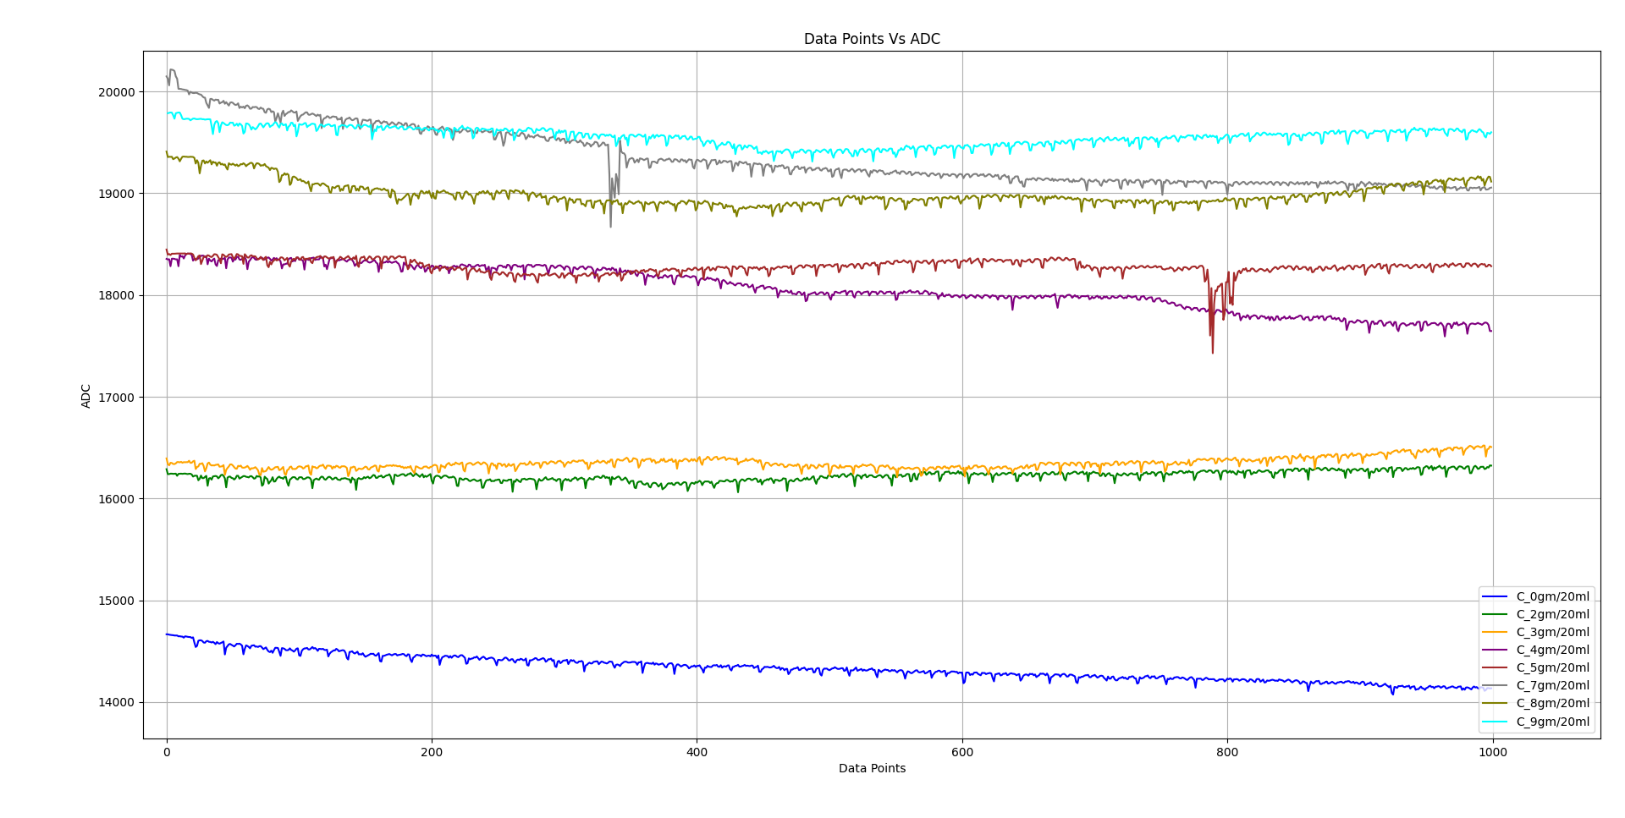 Data Points Vs ADC
20000
19000
18000
17000
16000
15000
14000
ADC
0
200
400
600
800
1000
Data Points
C_0gm/20ml
C_2gm/20ml
C_3gm/20ml
C_4gm/20ml
C_5gm/20ml
C_7gm/20ml
C_8gm/20ml
C_9gm/20ml